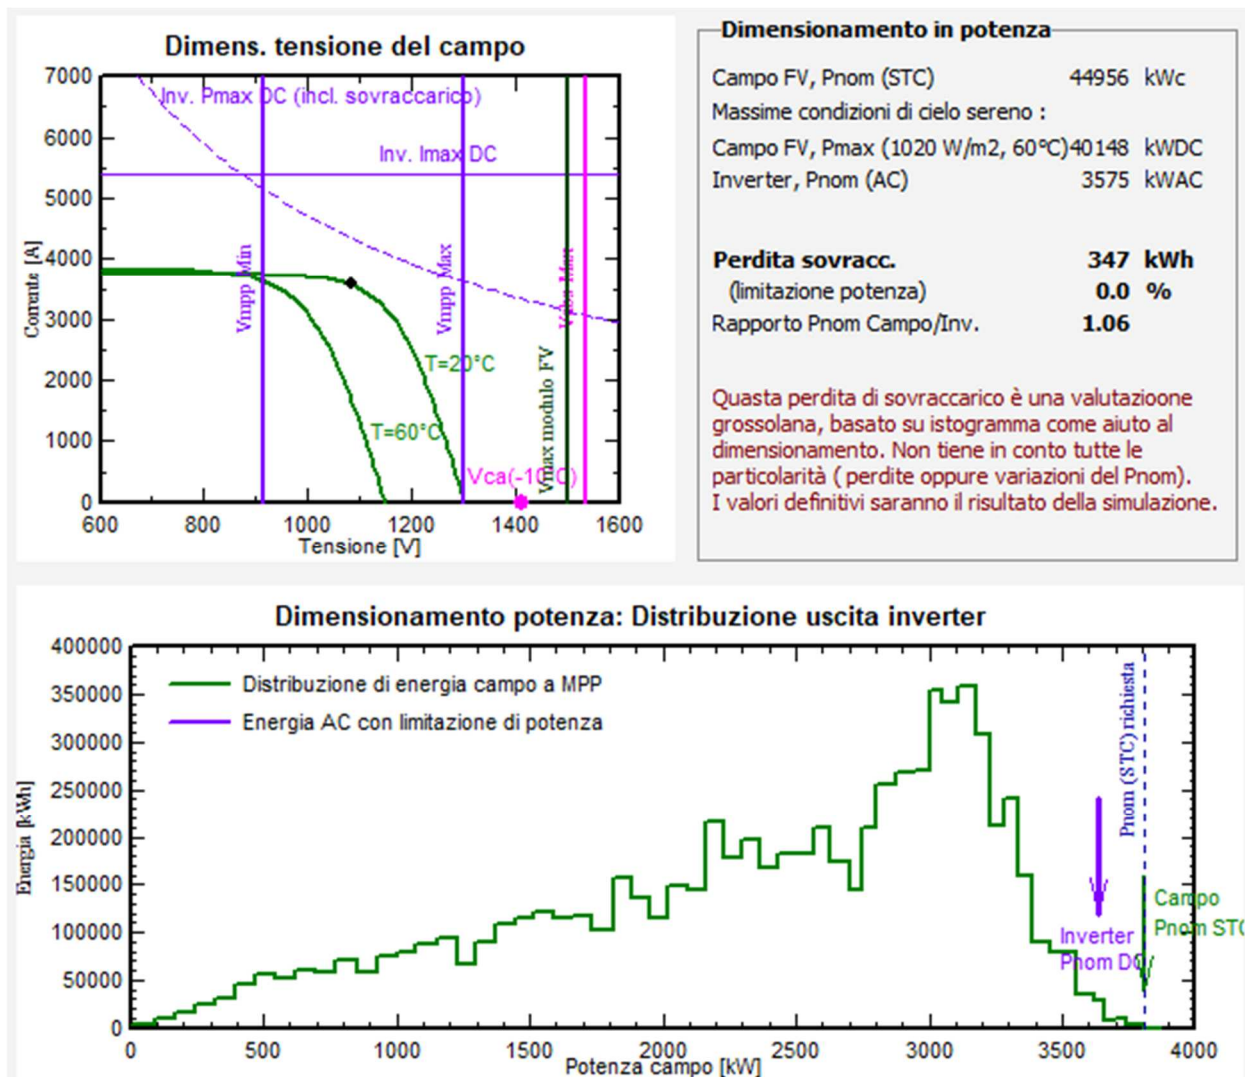 Dimens. tensione del campo
7000
6000
5000
4000
3000
2000
1000
0
Corrente [A]
Inv. Pmax DC (incl. sovraccarico)
Inv. Imax DC
Vmpp Min
Vmpp Max
Vmax modulo FV
T=20°C
T=60°C
Vca(-10°C)
600
800
1000
1200
1400
1600
Tensione [V]
Dimensionamento in potenza
Campo FV, Pnom (STC) 44956 kWc
Massime condizioni di cielo sereno :
Campo FV, Pmax (1020 W/m2, 60°C) 40148 kWDC
Inverter, Pnom (AC) 3575 kWAC
Perdita sovracc. 347 kWh
(limitazione potenza) 0.0 %
Rapporto Pnom Campo/Inv. 1.06
Quasta perdita di sovraccarico è una valutazioone
grossolana, basato su istogramma come aiuto al
dimensionamento. Non tiene in conto tutte le
particolarità ( perdite oppure variazioni del Pnom).
I valori definitivi saranno il risultato della simulazione.
Dimensionamento potenza: Distribuzione uscita inverter
400000
350000
300000
250000
200000
150000
100000
50000
0
Energia [kWh]
Distribuzione di energia campo a MPP
Energia AC con limitazione di potenza
Pnom (STC) richiesta
Campo
Pnom STC
Inverter
Pnom DC
0
500
1000
1500
2000
2500
3000
3500
4000
Potenza campo [kW]